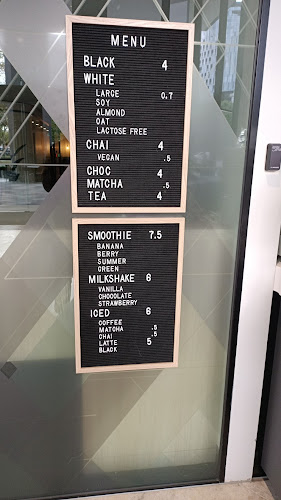 MENU
BLACK 4
WHITE
LARGE 0.7
SOY
ALMOND
OAT
LACTOSE FREE
CHAI 4
VEGAN .5
CHOC 4
MATCHA .5
TEA 4
SMOOTHIE 7.5
BANANA
BERRY
SUMMER
GREEN
MILKSHAKE 6
VANILLA
CHOCOLATE
STRAWBERRY
ICED 6
COFFEE
MATCHA .5
CHAI .5
LATTE 5
BLACK